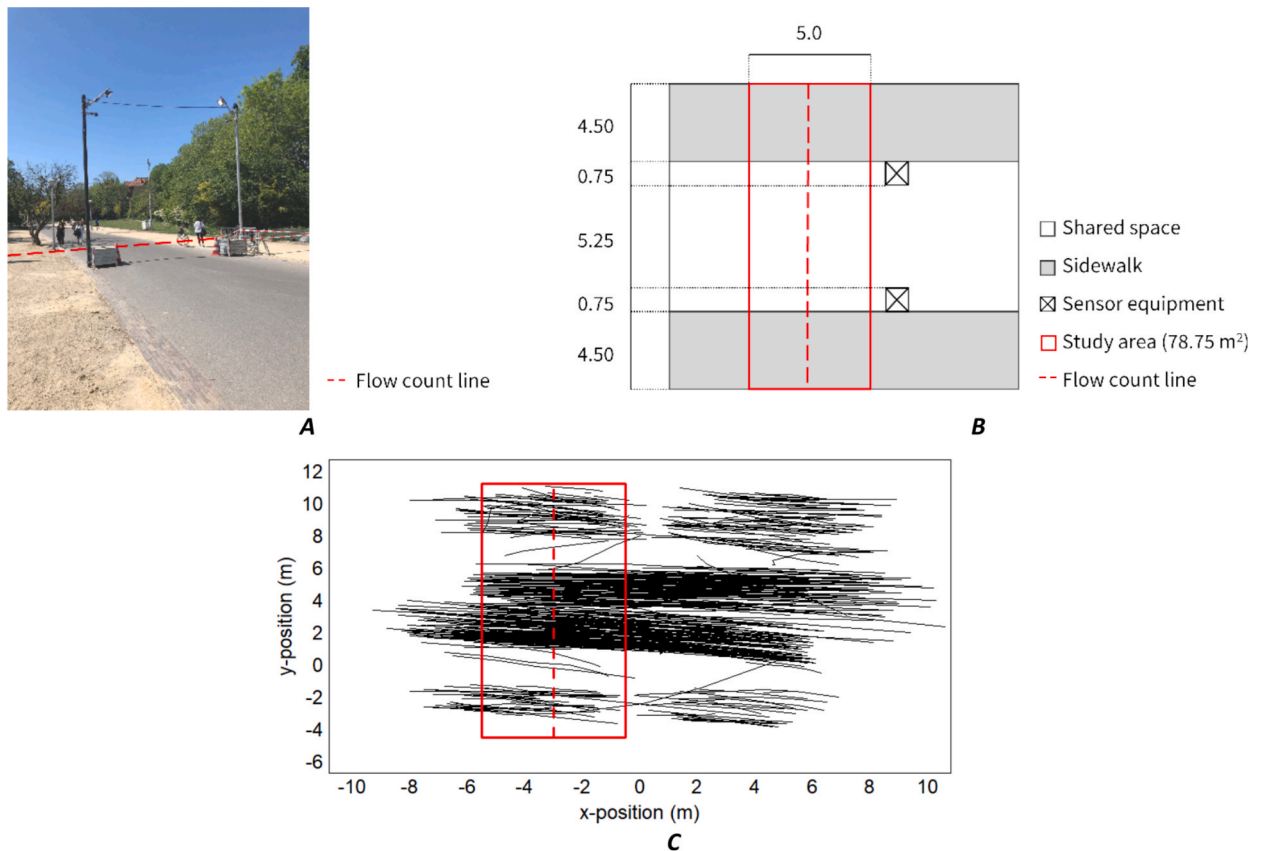 5.0
4.50
0.75
5.25
0.75
4.50
Shared space
Sidewalk
Sensor equipment
Study area (78.75 m²)
Flow count line
Flow count line
A
B
12
10
8
6
4
2
0
-2
-4
-6
y-position (m)
-10 -8 -6 -4 -2 0 2 4 6 8 10
x-position (m)
C